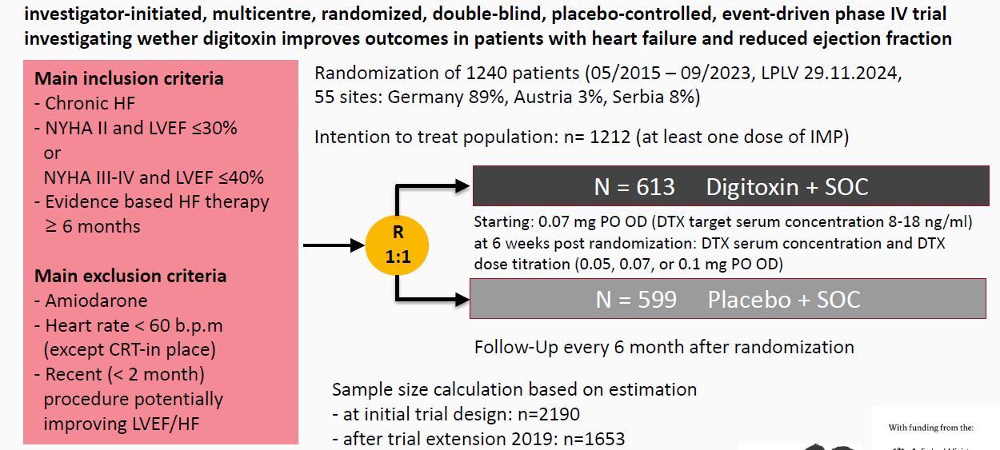 investigator-initiated, multicentre, randomized, double-blind, placebo-controlled, event-driven phase IV trial
investigating wether digitoxin improves outcomes in patients with heart failure and reduced ejection fraction
Main inclusion criteria
- Chronic HF
- NYHA II and LVEF ≤30%
or
NYHA III-IV and LVEF ≤40%
- Evidence based HF therapy
≥ 6 months
Main exclusion criteria
- Amiodarone
- Heart rate < 60 b.p.m
(except CRT-in place)
- Recent (< 2 month)
procedure potentially
improving LVEF/HF
Randomization of 1240 patients (05/2015 – 09/2023, LPLV 29.11.2024,
55 sites: Germany 89%, Austria 3%, Serbia 8%)
Intention to treat population: n= 1212 (at least one dose of IMP)
R
1:1
N = 613 Digitoxin + SOC
Starting: 0.07 mg PO OD (DTX target serum concentration 8-18 ng/ml)
at 6 weeks post randomization: DTX serum concentration and DTX
dose titration (0.05, 0.07, or 0.1 mg PO OD)
N = 599 Placebo + SOC
Follow-Up every 6 month after randomization
Sample size calculation based on estimation
- at initial trial design: n=2190
- after trial extension 2019: n=1653
With funding from the: